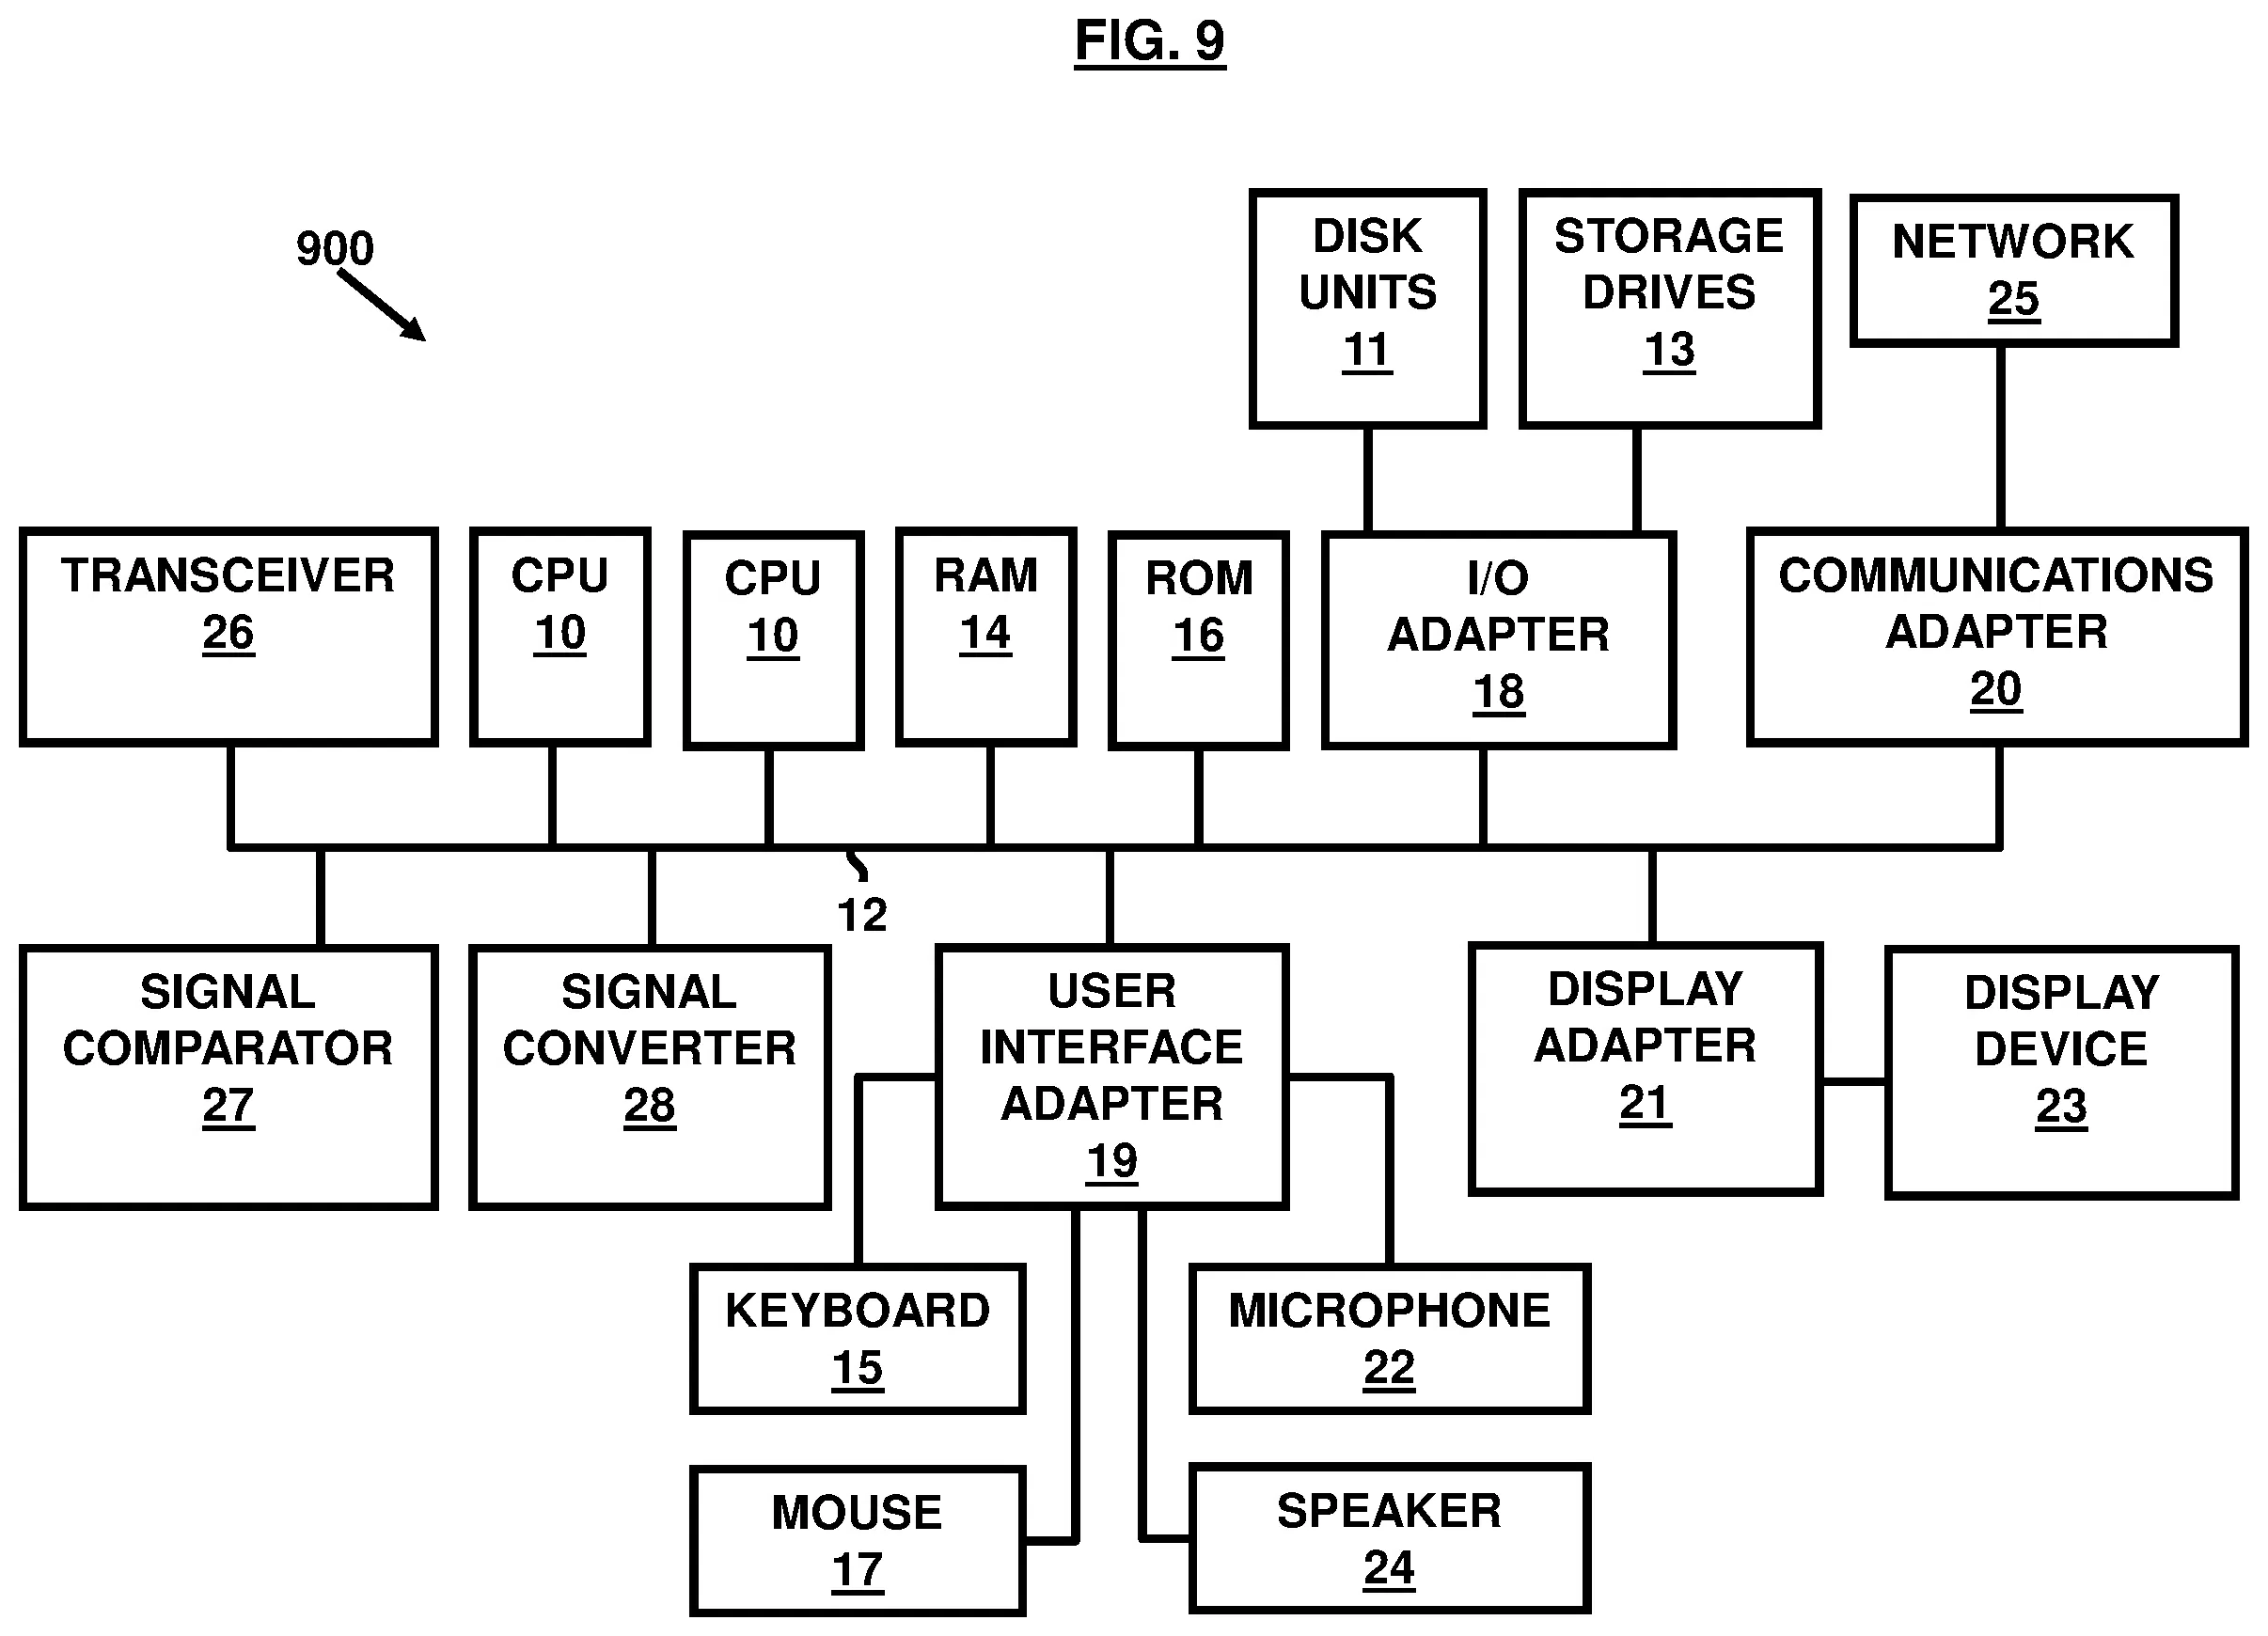 FIG. 9
900
DISK
UNITS
11
STORAGE
DRIVES
13
NETWORK
25
TRANSCEIVER
26
CPU
10
CPU
10
RAM
14
ROM
16
I/O
ADAPTER
18
COMMUNICATIONS
ADAPTER
20
12
SIGNAL
COMPARATOR
27
SIGNAL
CONVERTER
28
USER
INTERFACE
ADAPTER
19
DISPLAY
ADAPTER
21
DISPLAY
DEVICE
23
KEYBOARD
15
MICROPHONE
22
MOUSE
17
SPEAKER
24